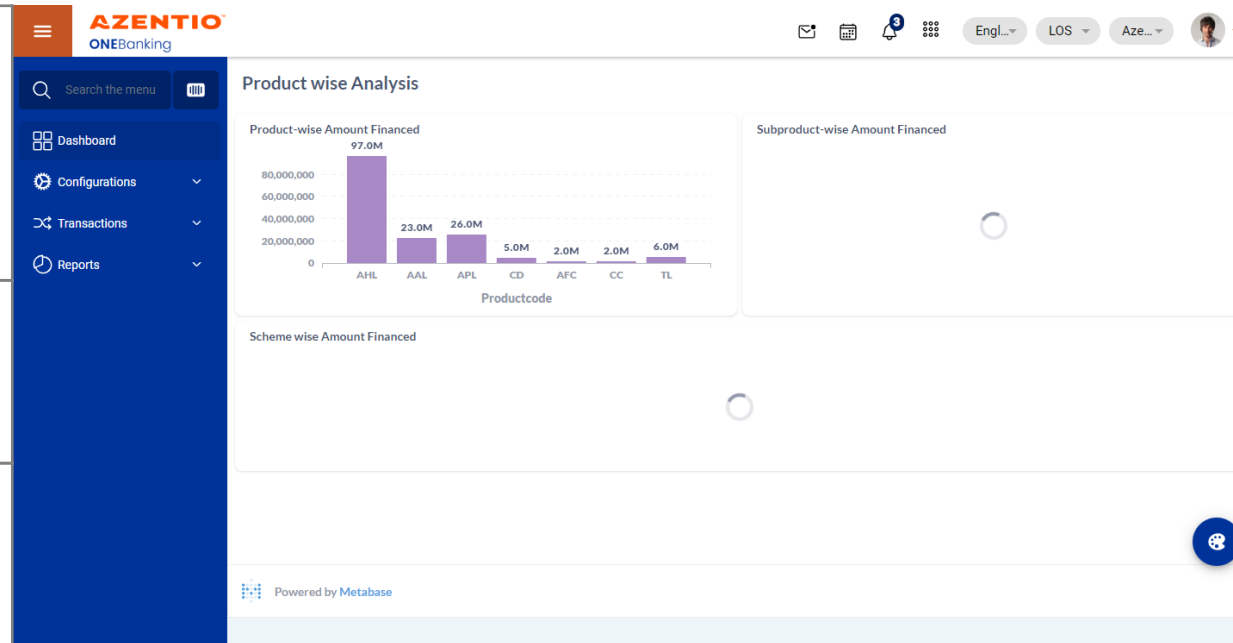 AZENTIO
ONEBanking
3
Engl...
LOS
Aze...
Search the menu
Dashboard
Configurations
Transactions
Reports
Product wise Analysis
Product-wise Amount Financed
97.0M
80,000,000
60,000,000
40,000,000
20,000,000
0
23.0M
26.0M
5.0M
2.0M
2.0M
6.0M
AHL AAL APL CD AFC CC TL
Productcode
Subproduct-wise Amount Financed
Scheme wise Amount Financed
Powered by Metabase